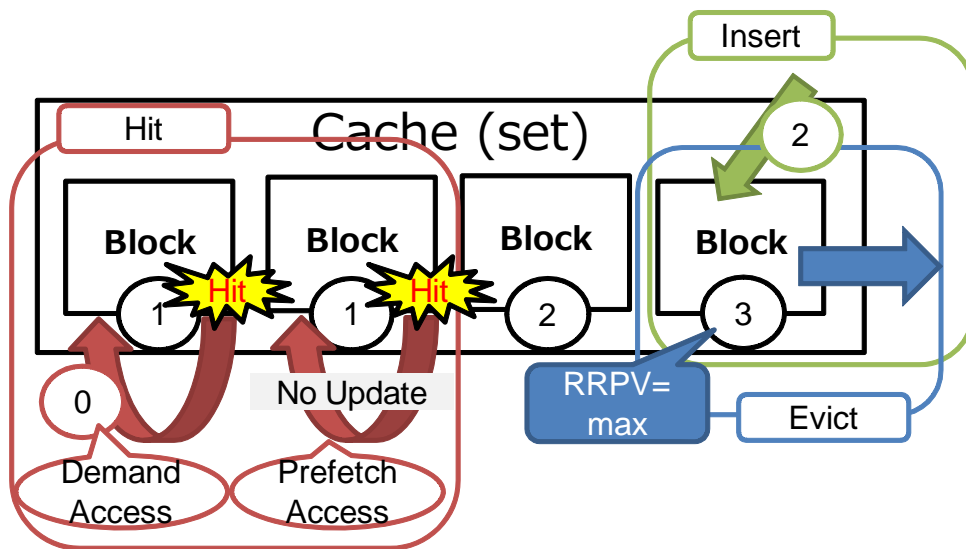 Insert
Hit
Cache (set)
2
Block
Block
Block
Block
Hit
Hit
1
1
2
3
0
No Update
RRPV=
max
Evict
Demand
Access
Prefetch
Access